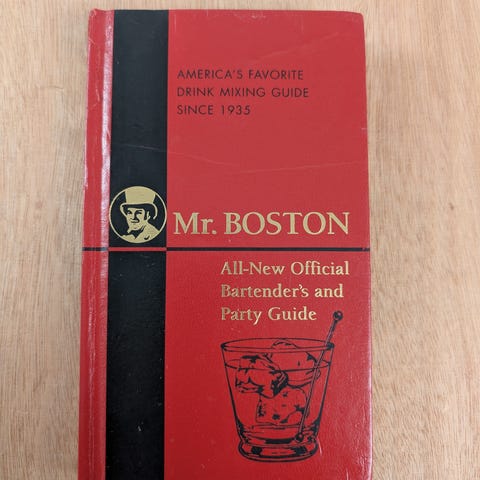 AMERICA'S FAVORITE
DRINK MIXING GUIDE
SINCE 1935
Mr. BOSTON
All-New Official
Bartender's and
Party Guide